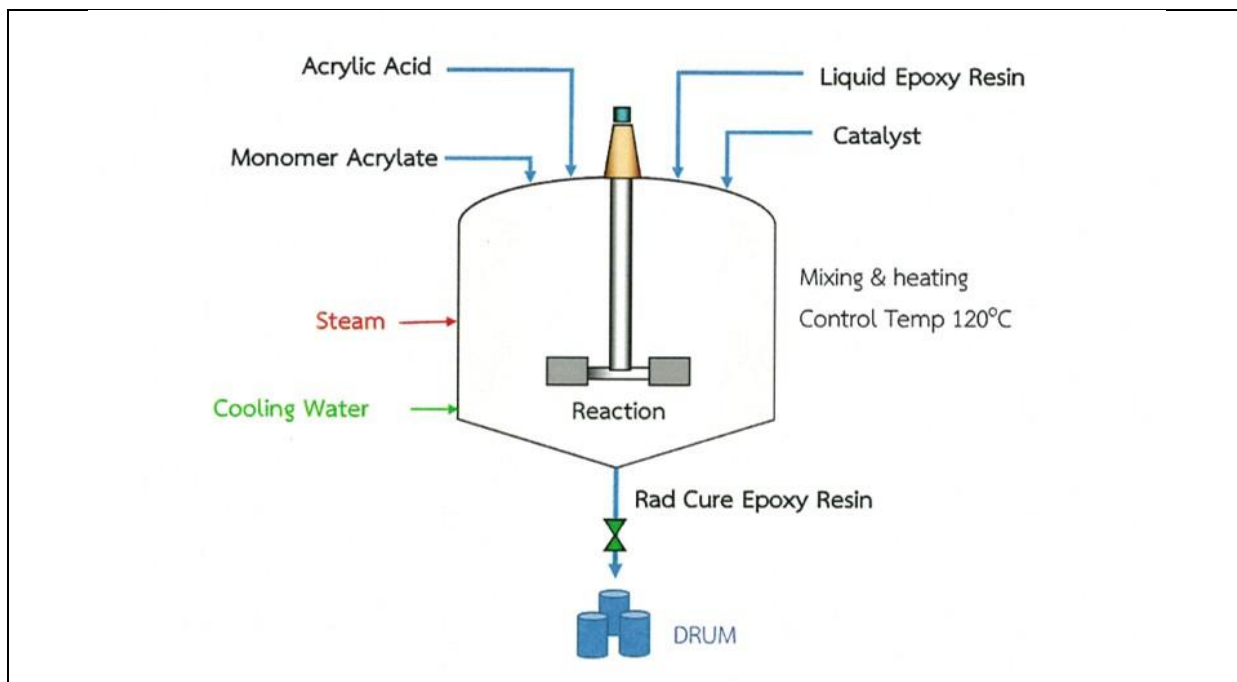 Acrylic Acid
Liquid Epoxy Resin
Monomer Acrylate
Catalyst
Mixing & heating
Steam
Control Temp 120°C
Cooling Water
Reaction
Rad Cure Epoxy Resin
DRUM